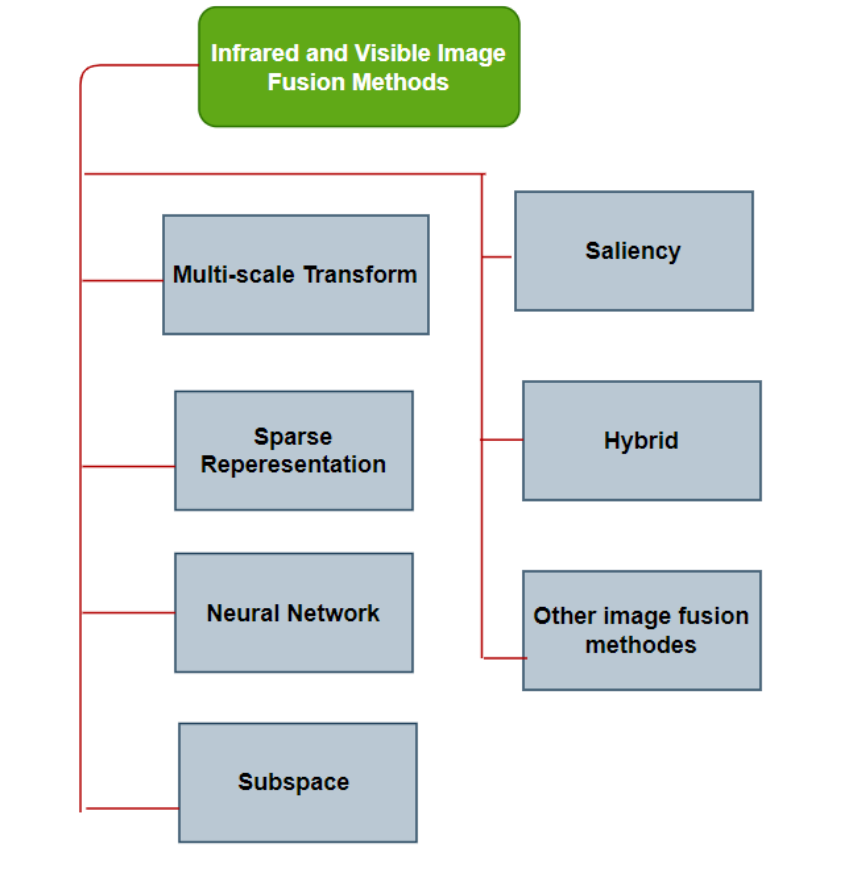 Infrared and Visible Image
Fusion Methods
Multi-scale Transform
Sparse
Reperesentation
Neural Network
Subspace
Saliency
Hybrid
Other image fusion
methodes